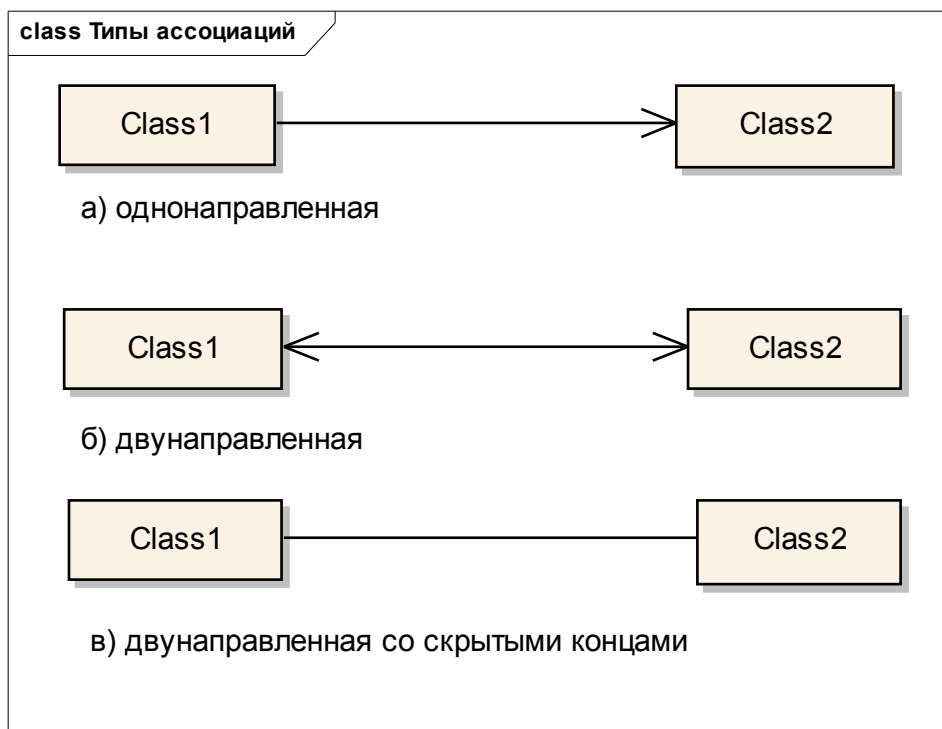 class Типы ассоциаций
Class1 Class2
а) однонаправленная
Class1 Class2
б) двунаправленная
Class1 Class2
в) двунаправленная со скрытыми концами